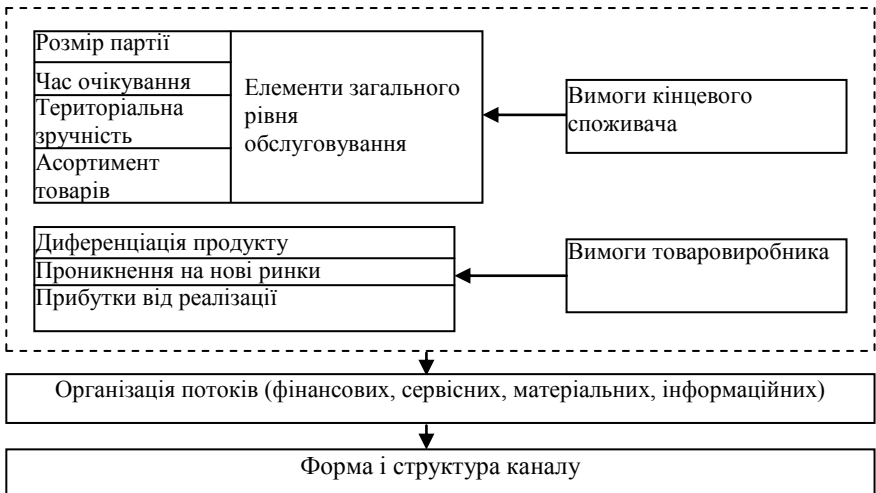 Розмір партії
Час очікування
Територіальна
зручність
Асортимент
товарів
Елементи загального
рівня
обслуговування
Вимоги кінцевого
споживача
Диференціація продукту
Проникнення на нові ринки
Прибутки від реалізації
Вимоги товаровиробника
Організація потоків (фінансових, сервісних, матеріальних, інформаційних)
Форма і структура каналу